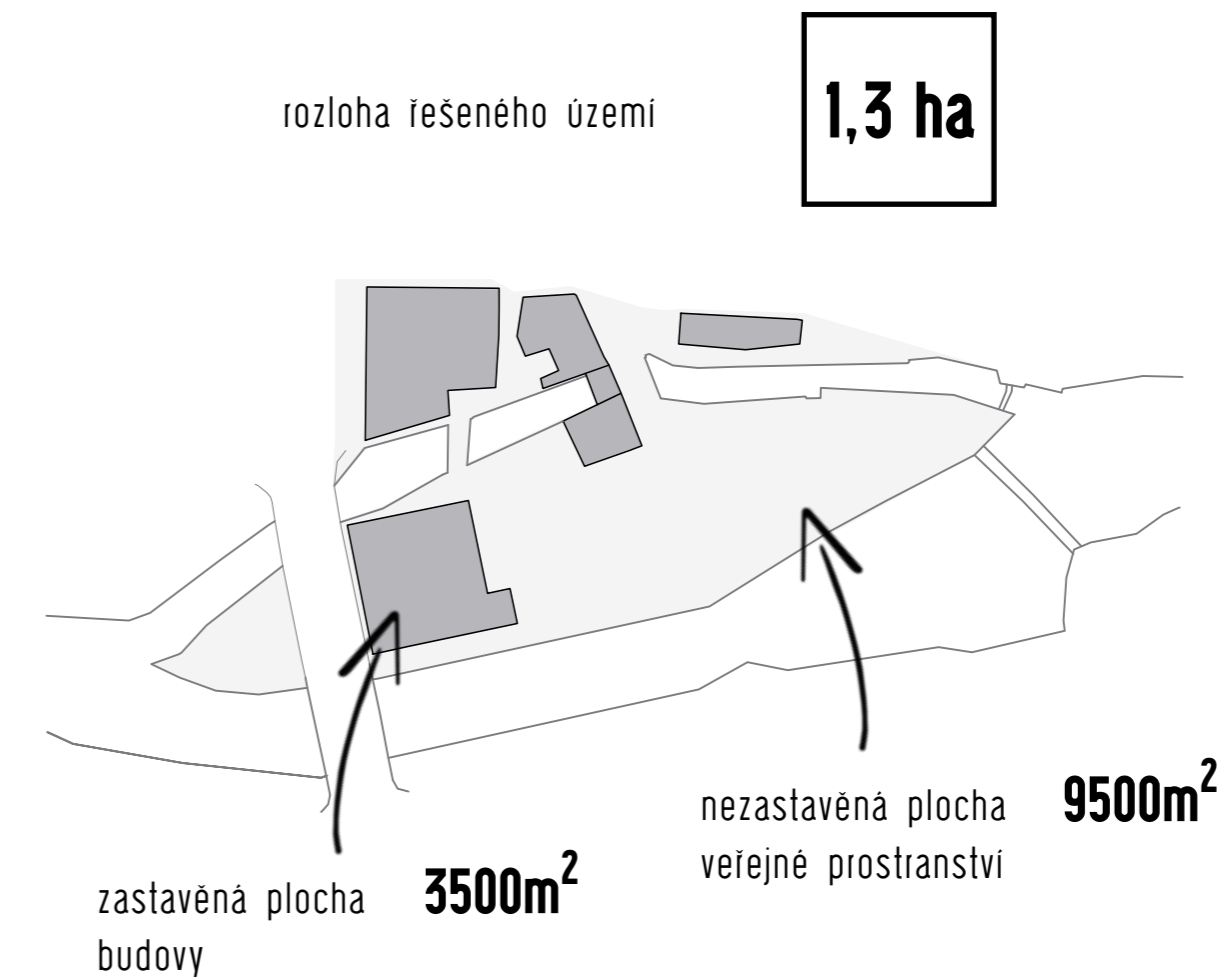 rozloha řešeného území
1,3 ha
nezastavěná plocha 9500m²
veřejné prostranství
zastavěná plocha 3500m²
budovy